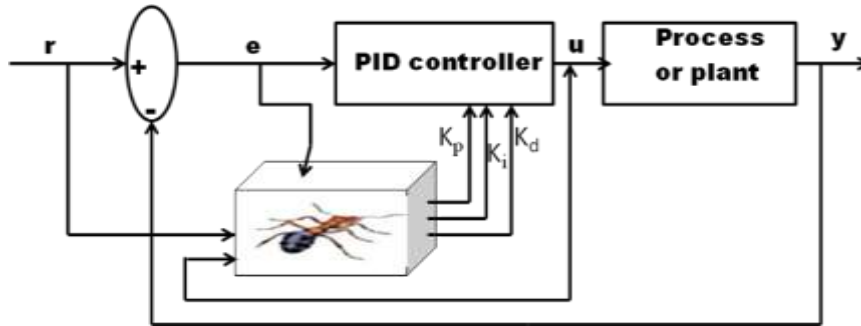 r
+
-
e
PID controller
u
Process
or plant
y
Kp
Ki
Kd